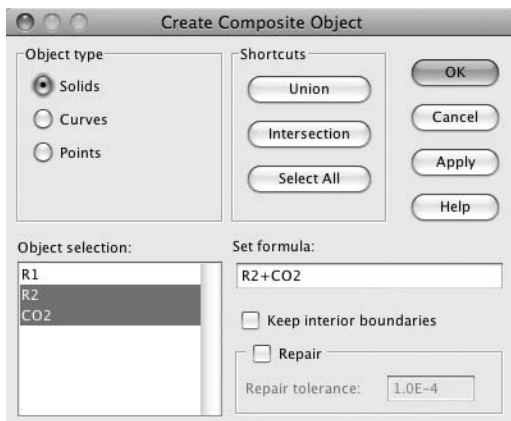 Create Composite Object
Object type
Solids
Curves
Points
Shortcuts
Union
Intersection
Select All
OK
Cancel
Apply
Help
Object selection:
R1
R2
CO2
Set formula:
R2+CO2
Keep interior boundaries
Repair
Repair tolerance:
1.0E-4